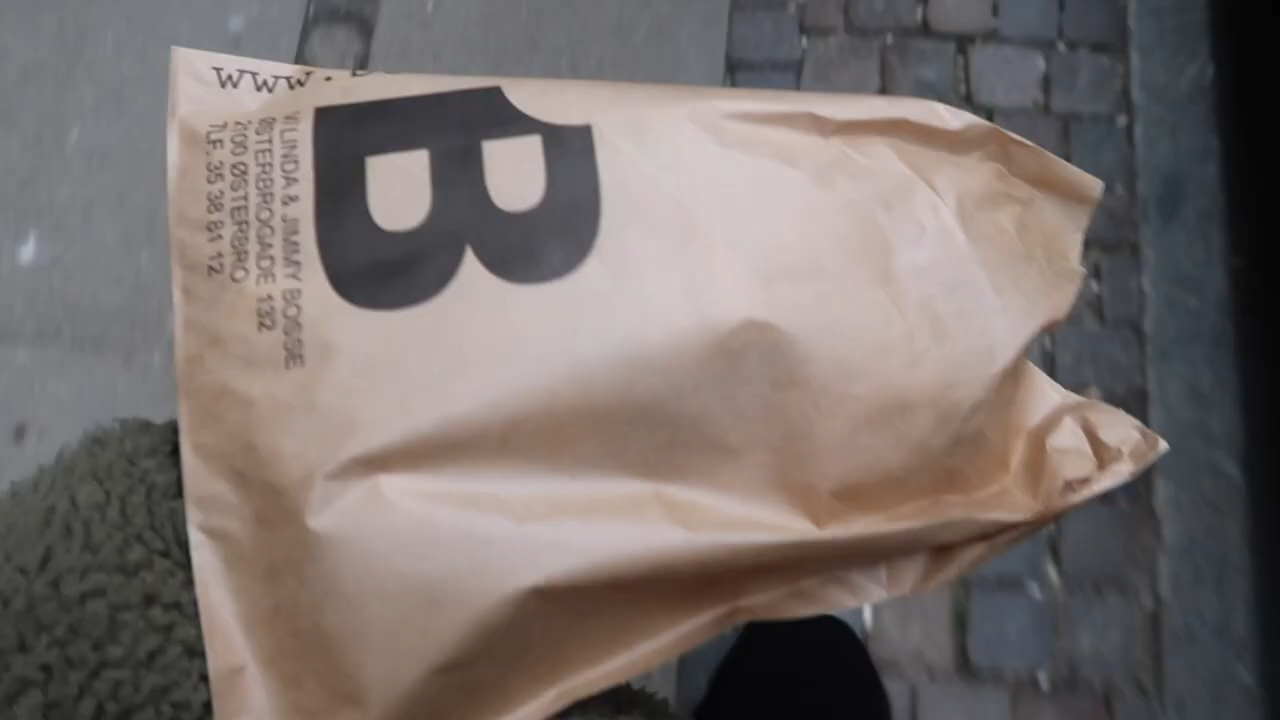 B
V/ LINDA & JIMMY BOSSE
ØSTERBROGADE 132
2100 ØSTERBRO
TLF. 35 38 81 12
www.